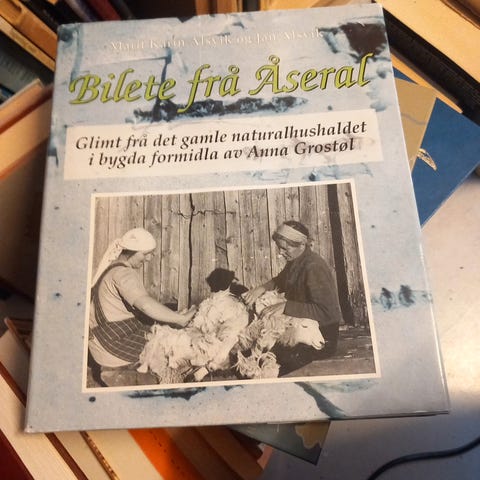 Marit Karin Alsvik og Jan Alsvik
Bilete frå Åseral
Glimt frå det gamle naturalhushaldet
i bygda formidla av Anna Grostøl